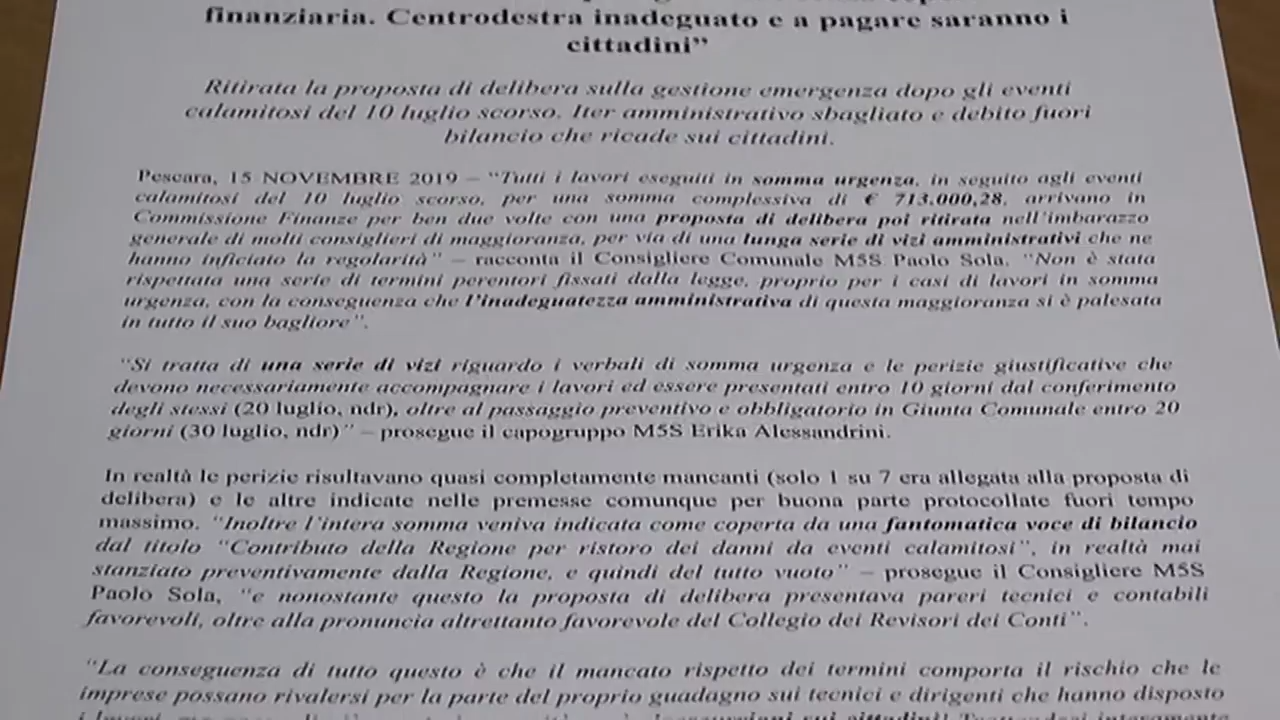 finanziaria. Centrodestra inadeguato e a pagare saranno i
cittadini”
Ritirata la proposta di delibera sulla gestione emergenza dopo gli eventi
calamitosi del 10 luglio scorso. Iter amministrativo sbagliato e debito fuori
bilancio che ricade sui cittadini.
Pescara, 15 NOVEMBRE 2019 – “Tutti i lavori eseguiti in somma urgenza, in seguito agli eventi
calamitosi del 10 luglio scorso, per una somma complessiva di € 713.000,28, arrivano in
Commissione Finanze per ben due volte con una proposta di delibera poi ritirata nell'imbarazzo
generale di molti consiglieri di maggioranza, per via di una lunga serie di vizi amministrativi che ne
hanno inficiato la regolarità” – racconta il Consigliere Comunale M5S Paolo Sola. “Non è stata
rispettata una serie di termini perentori fissati dalla legge, proprio per i casi di lavori in somma
urgenza, con la conseguenza che l'inadeguatezza amministrativa di questa maggioranza si è palesata
in tutto il suo bagliore”.
“Si tratta di una serie di vizi riguardo i verbali di somma urgenza e le perizie giustificative che
devono necessariamente accompagnare i lavori ed essere presentati entro 10 giorni dal conferimento
degli stessi (20 luglio, ndr), oltre al passaggio preventivo e obbligatorio in Giunta Comunale entro 20
giorni (30 luglio, ndr)” – prosegue il capogruppo M5S Erika Alessandrini.
In realtà le perizie risultavano quasi completamente mancanti (solo 1 su 7 era allegata alla proposta di
delibera) e le altre indicate nelle premesse comunque per buona parte protocollate fuori tempo
massimo. “Inoltre l'intera somma veniva indicata come coperta da una fantomatica voce di bilancio
dal titolo “Contributo della Regione per ristoro dei danni da eventi calamitosi”, in realtà mai
stanziato preventivamente dalla Regione, e quindi del tutto vuoto” – prosegue il Consigliere M5S
Paolo Sola, “e nonostante questo la proposta di delibera presentava pareri tecnici e contabili
favorevoli, oltre alla pronuncia altrettanto favorevole del Collegio dei Revisori dei Conti”.
“La conseguenza di tutto questo è che il mancato rispetto dei termini comporta il rischio che le
imprese possano rivalersi per la parte del proprio guadagno sui tecnici e dirigenti che hanno disposto